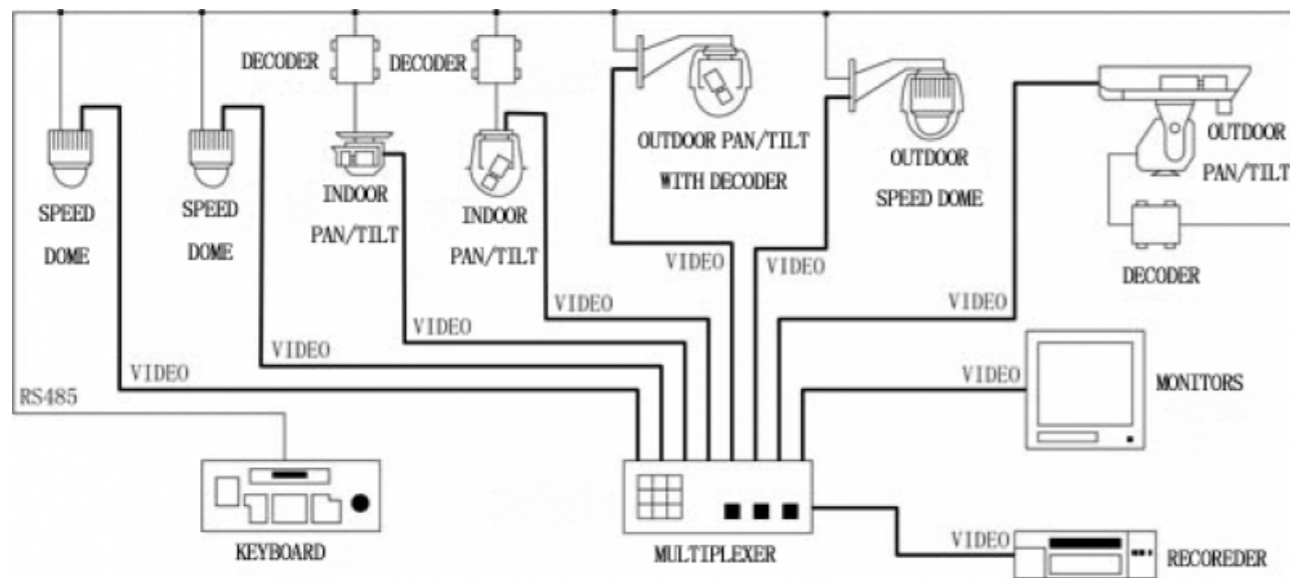 DECODER
DECODER
SPEED
DOME
SPEED
DOME
INDOOR
PAN/TILT
INDOOR
PAN/TILT
OUTDOOR PAN/TILT
WITH DECODER
OUTDOOR
SPEED DOME
OUTDOOR
PAN/TILT
DECODER
VIDEO
VIDEO
VIDEO
VIDEO
VIDEO
VIDEO
VIDEO
VIDEO
MONITORS
RS485
KEYBOARD
MULTIPLEXER
VIDEO
RECOREDER